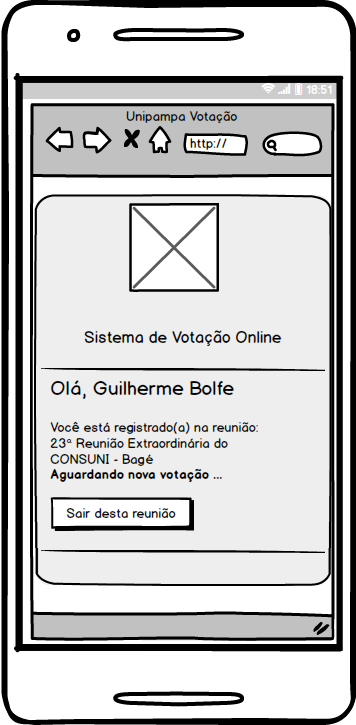 18:51
Unipampa Votação
http://
Sistema de Votação Online
Olá, Guilherme Bolfe
Você está registrado(a) na reunião:
23ª Reunião Extraordinária do
CONSUNI - Bagé
Aguardando nova votação ...
Sair desta reunião